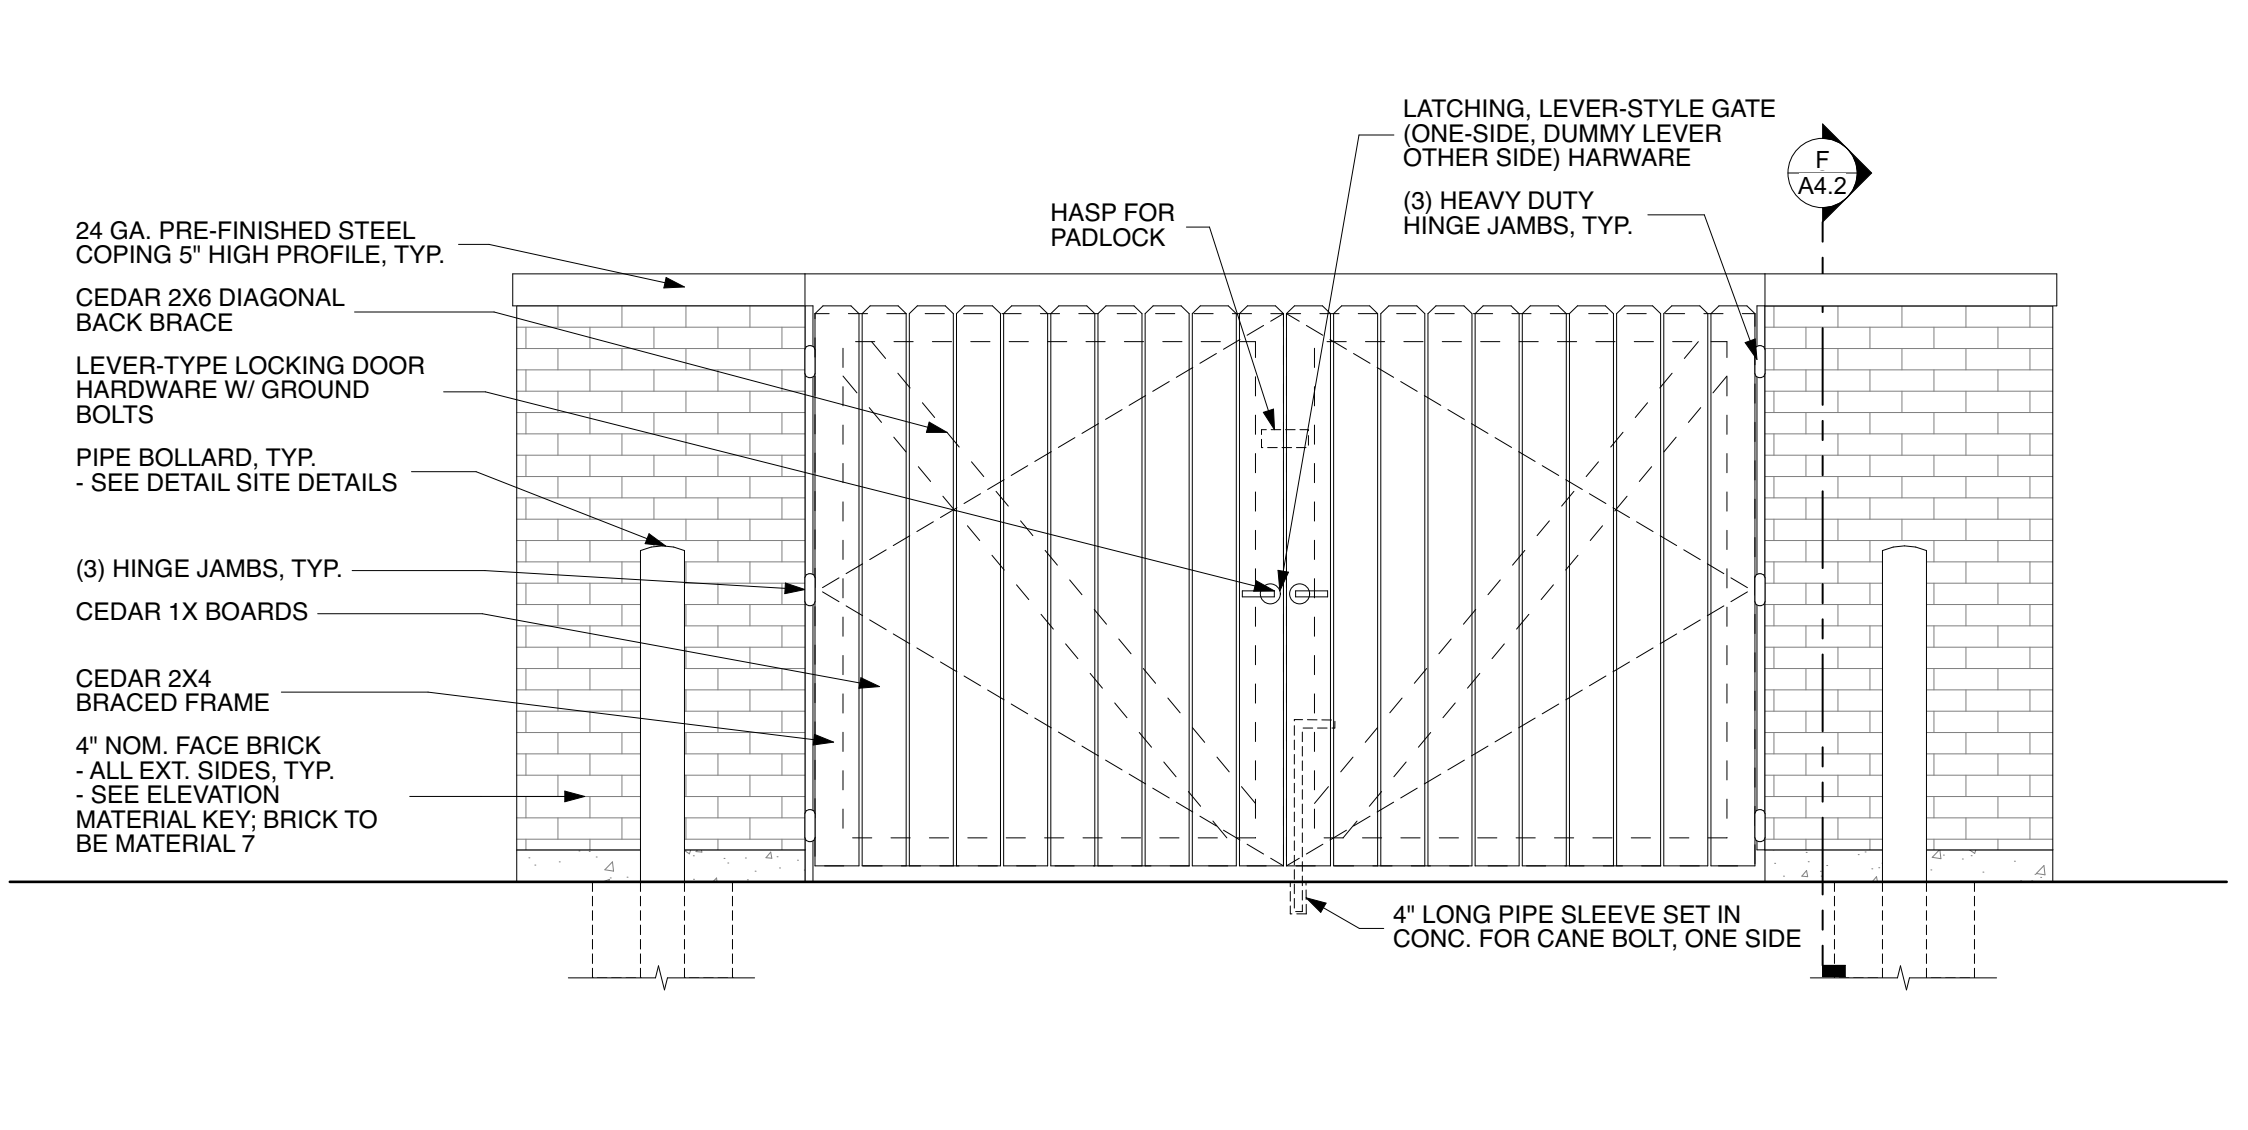 LATCHING, LEVER-STYLE GATE
(ONE-SIDE, DUMMY LEVER
OTHER SIDE) HARWARE
(3) HEAVY DUTY
HINGE JAMBS, TYP.
F
A4.2
HASP FOR
PADLOCK
24 GA. PRE-FINISHED STEEL
COPING 5" HIGH PROFILE, TYP.
CEDAR 2X6 DIAGONAL
BACK BRACE
LEVER-TYPE LOCKING DOOR
HARDWARE W/ GROUND
BOLTS
PIPE BOLLARD, TYP.
- SEE DETAIL SITE DETAILS
(3) HINGE JAMBS, TYP.
CEDAR 1X BOARDS
CEDAR 2X4
BRACED FRAME
4" NOM. FACE BRICK
- ALL EXT. SIDES, TYP.
- SEE ELEVATION
MATERIAL KEY; BRICK TO
BE MATERIAL 7
4" LONG PIPE SLEEVE SET IN
CONC. FOR CANE BOLT, ONE SIDE